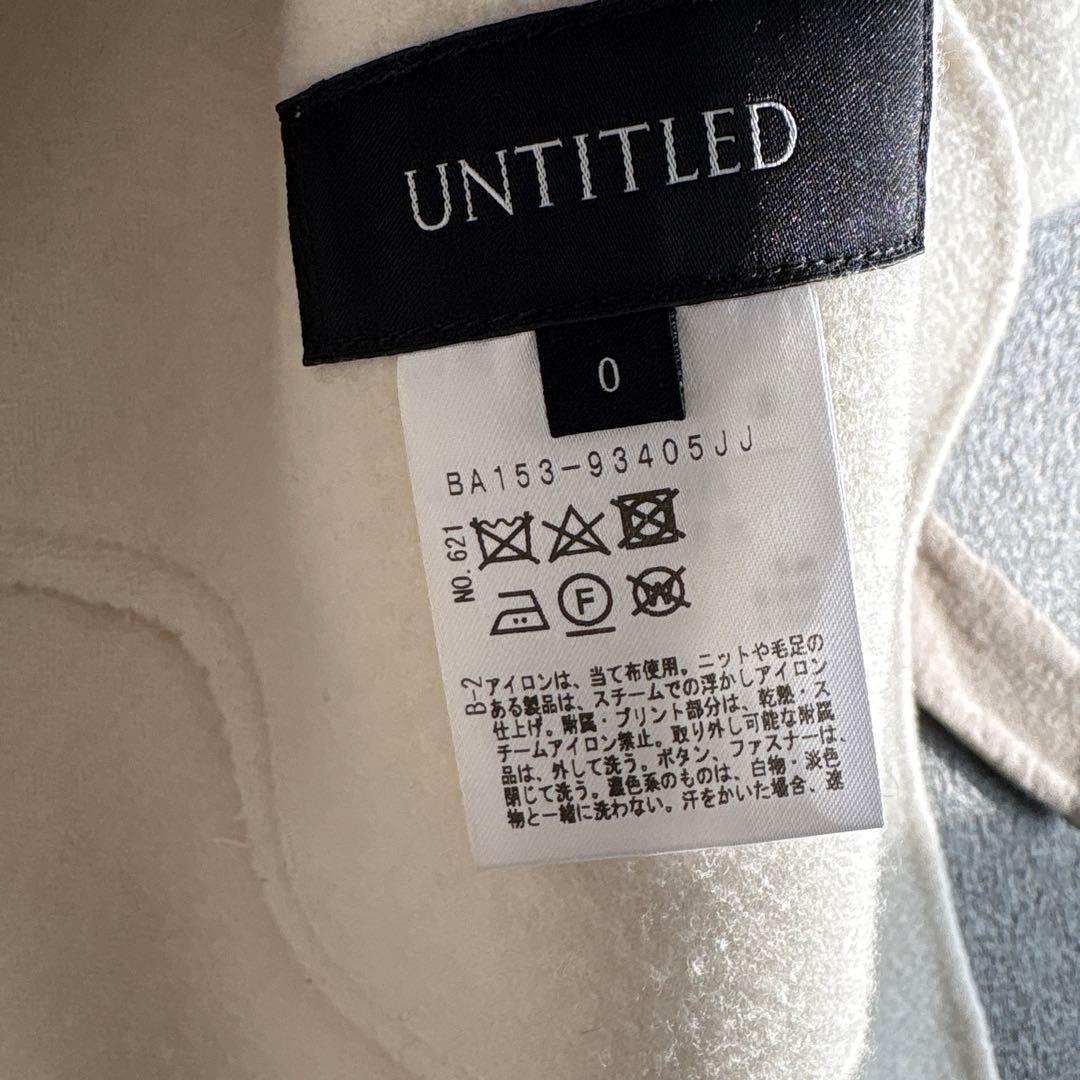 UNTITLED
0
BA153-93405JJ
NO.621
F
W
B-2
アイロンは、当て布使用。ニットや毛足の
ある製品は、スチームでの浮かしアイロン
仕上げ。附属・プリント部分は、乾熱・ス
チームアイロン禁止。取り外し可能な附属
品は、外して洗う。ボタン、ファスナーは、
閉じて洗う。濃色系のものは、白物・淡色
物と一緒に洗わない。汗をかいた場合、速